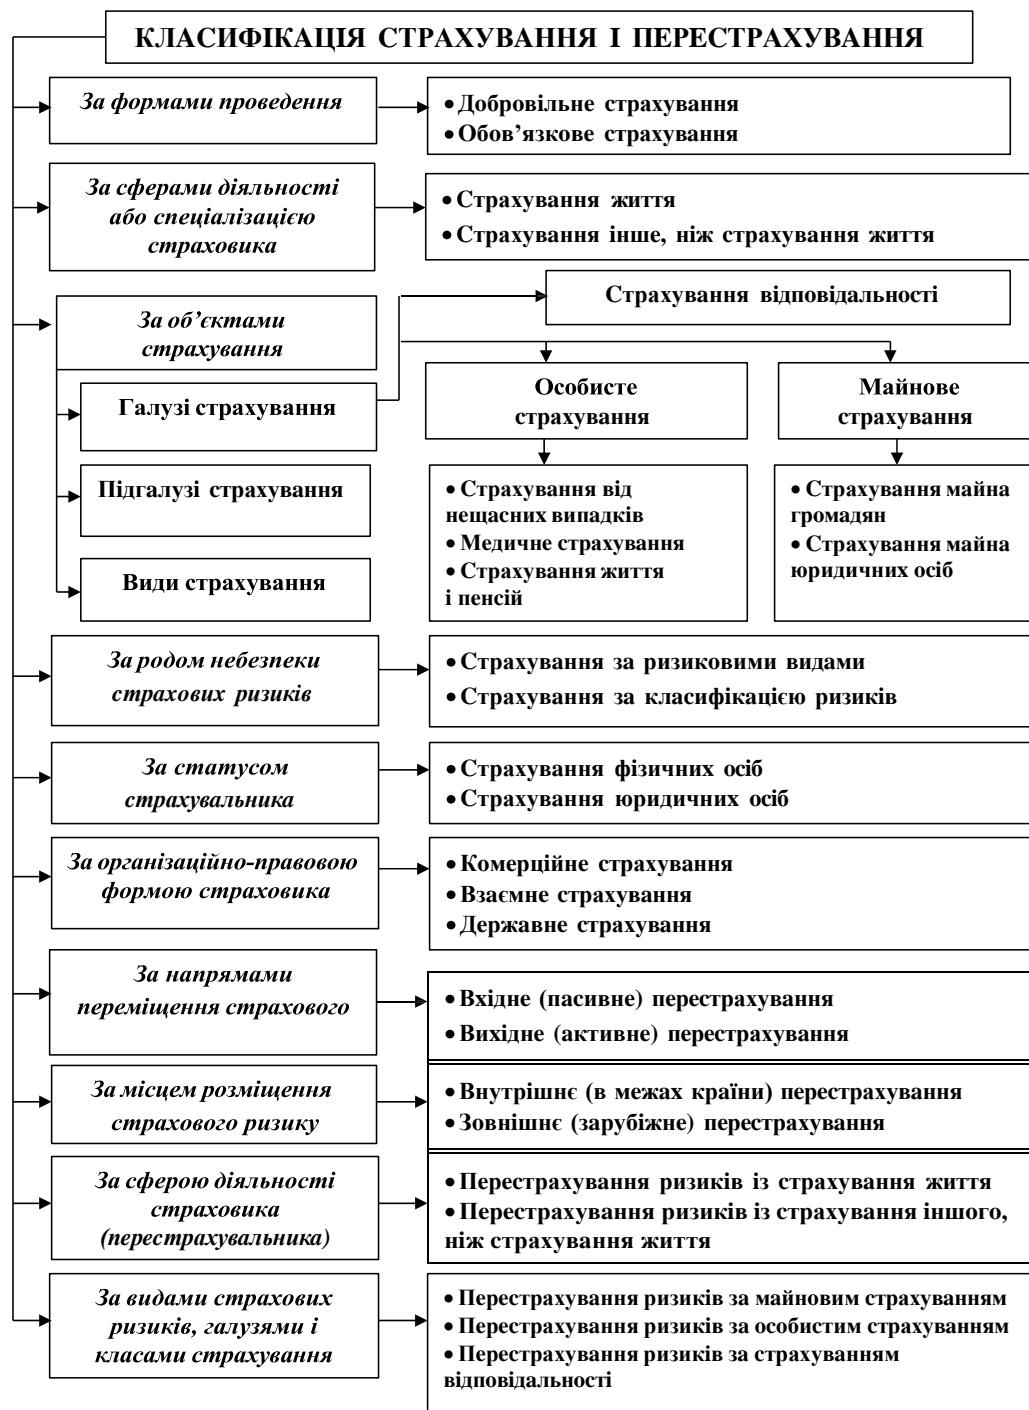 КЛАСИФІКАЦІЯ СТРАХУВАННЯ І ПЕРЕСТРАХУВАННЯ
За формами проведення
• Добровільне страхування
• Обов’язкове страхування
За сферами діяльності
або спеціалізацією
страховика
• Страхування життя
• Страхування інше, ніж страхування життя
Страхування відповідальності
За об’єктами
страхування
Галузі страхування
Особисте
страхування
Майнове
страхування
Підгалузі страхування
• Страхування від
нещасних випадків
• Медичне страхування
• Страхування життя
і пенсій
• Страхування майна
громадян
• Страхування майна
юридичних осіб
Види страхування
За родом небезпеки
страхових ризиків
• Страхування за ризиковими видами
• Страхування за класифікацією ризиків
За статусом
страхувальника
• Страхування фізичних осіб
• Страхування юридичних осіб
За організаційно-правовою
формою страховика
• Комерційне страхування
• Взаємне страхування
• Державне страхування
За напрямами
переміщення страхового
• Вхідне (пасивне) перестрахування
• Вихідне (активне) перестрахування
За місцем розміщення
страхового ризику
• Внутрішнє (в межах країни) перестрахування
• Зовнішнє (зарубіжне) перестрахування
За сферою діяльності
страховика
(перестрахувальника)
• Перестрахування ризиків із страхування життя
• Перестрахування ризиків із страхування іншого,
ніж страхування життя
За видами страхових
ризиків, галузями і
класами страхування
• Перестрахування ризиків за майновим страхуванням
• Перестрахування ризиків за особистим страхуванням
• Перестрахування ризиків за страхуванням
відповідальності